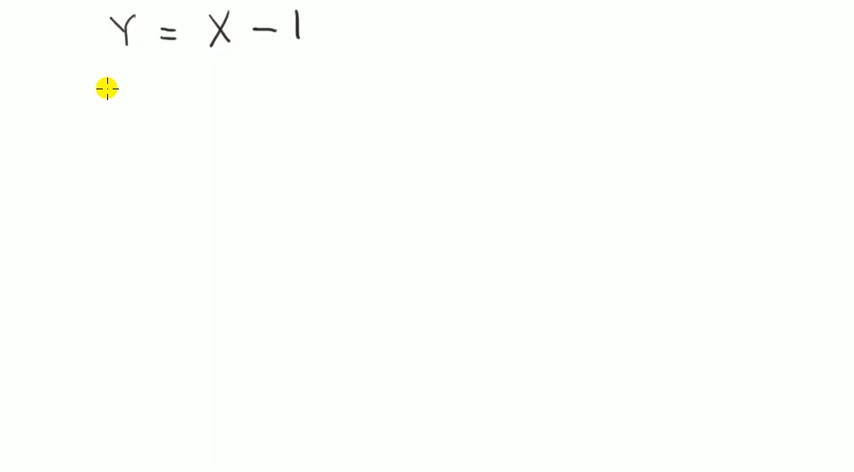 Y = X - 1